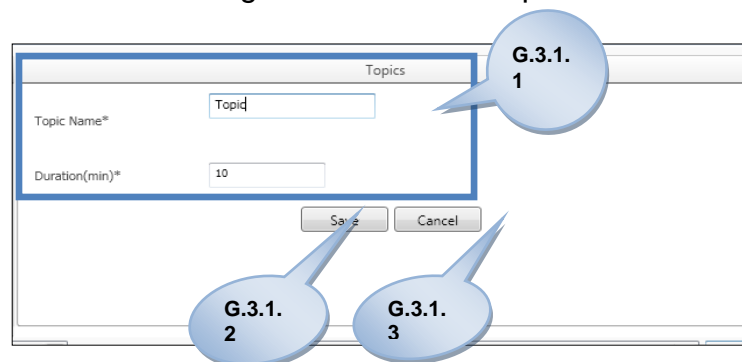 Topics
G.3.1.
1
Topic Name*
Topic
Duration(min)*
10
Save
Cancel
G.3.1.
2
G.3.1.
3